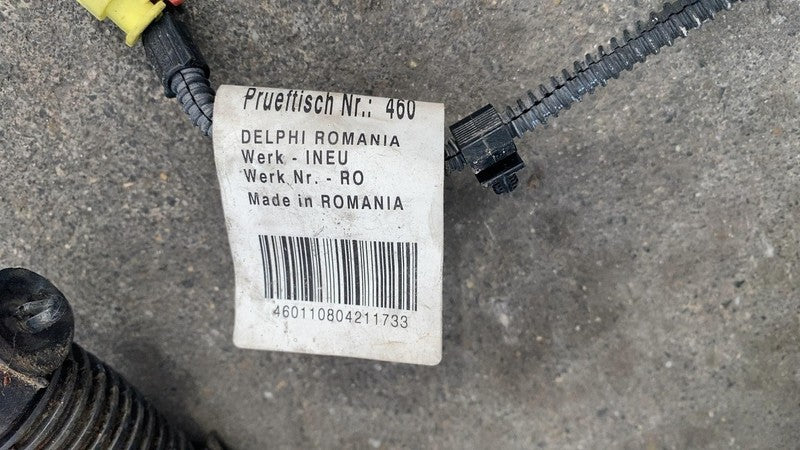 Prueftisch Nr.: 460
DELPHI ROMANIA
Werk - INEU
Werk Nr. - RO
Made in ROMANIA
460110804211733